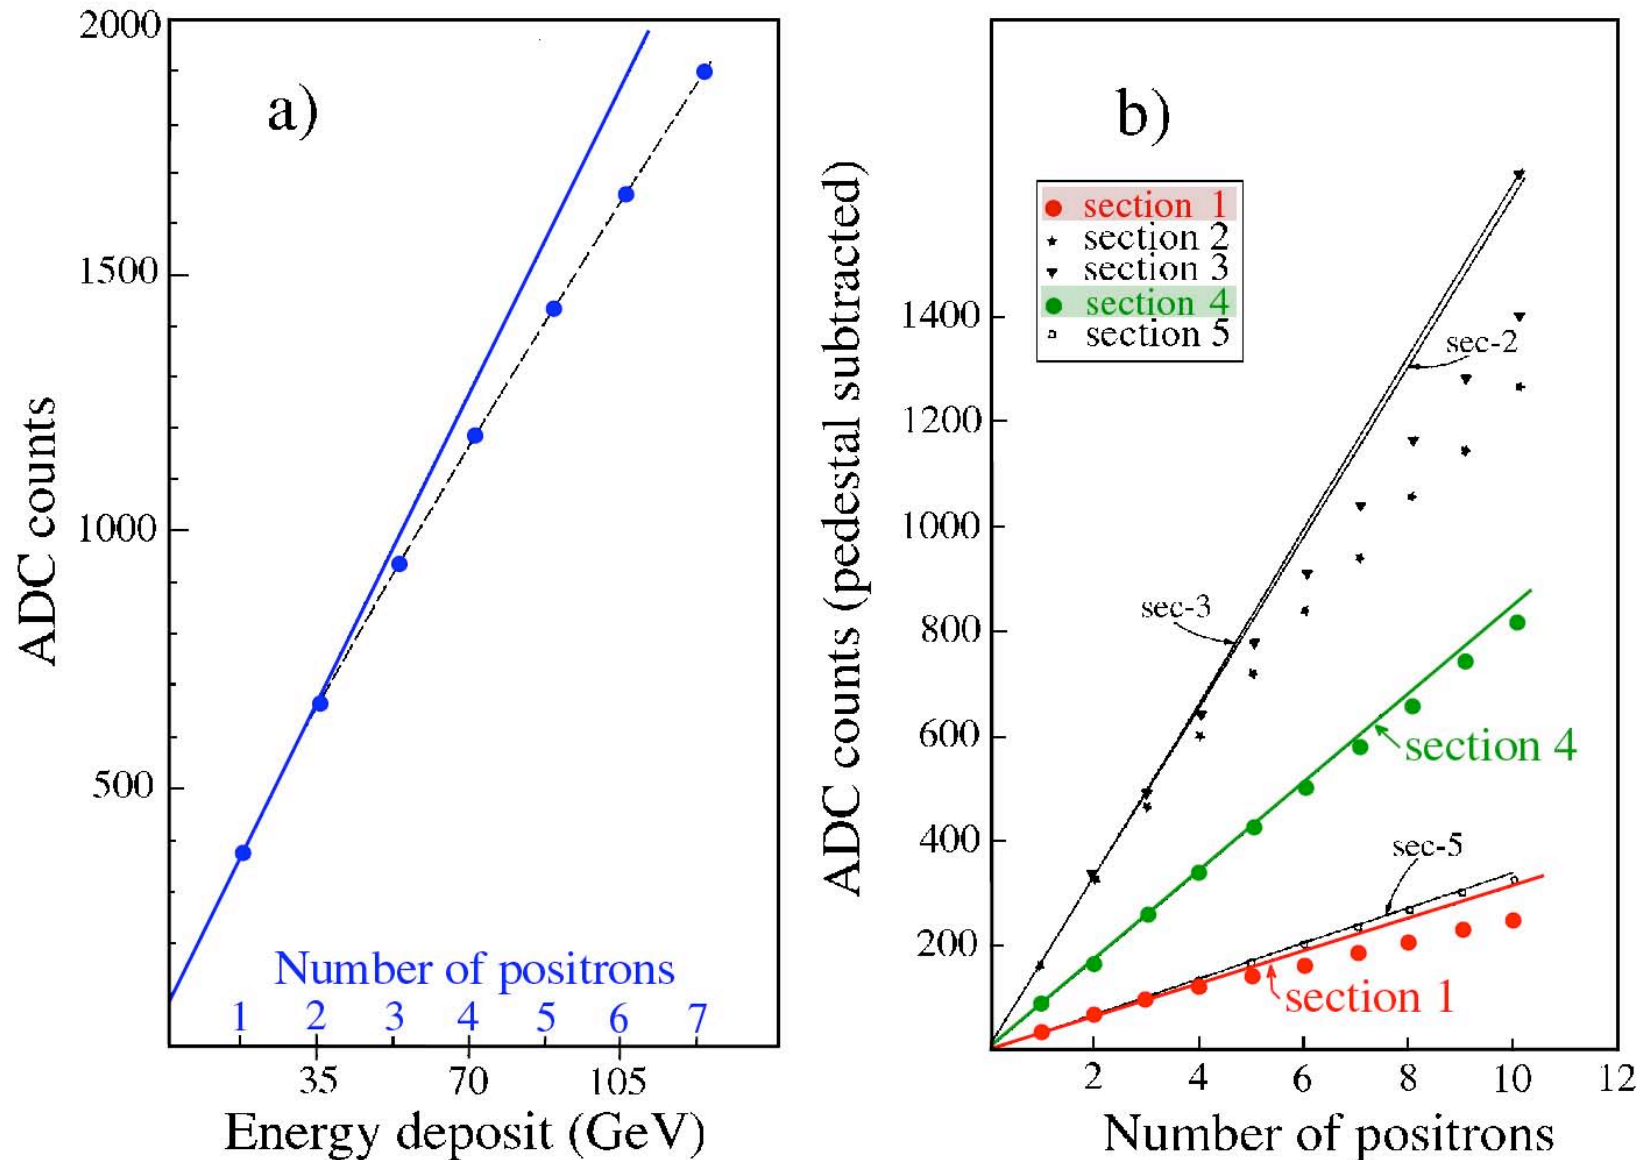 a)
2000
1500
1000
500
ADC counts
Number of positrons
1 2 3 4 5 6 7
35 70 105
Energy deposit (GeV)
b)
section 1
section 2
section 3
section 4
section 5
ADC counts (pedestal subtracted)
1400
1200
1000
800
600
400
200
sec-2
sec-3
section 4
sec-5
section 1
2 4 6 8 10 12
Number of positrons